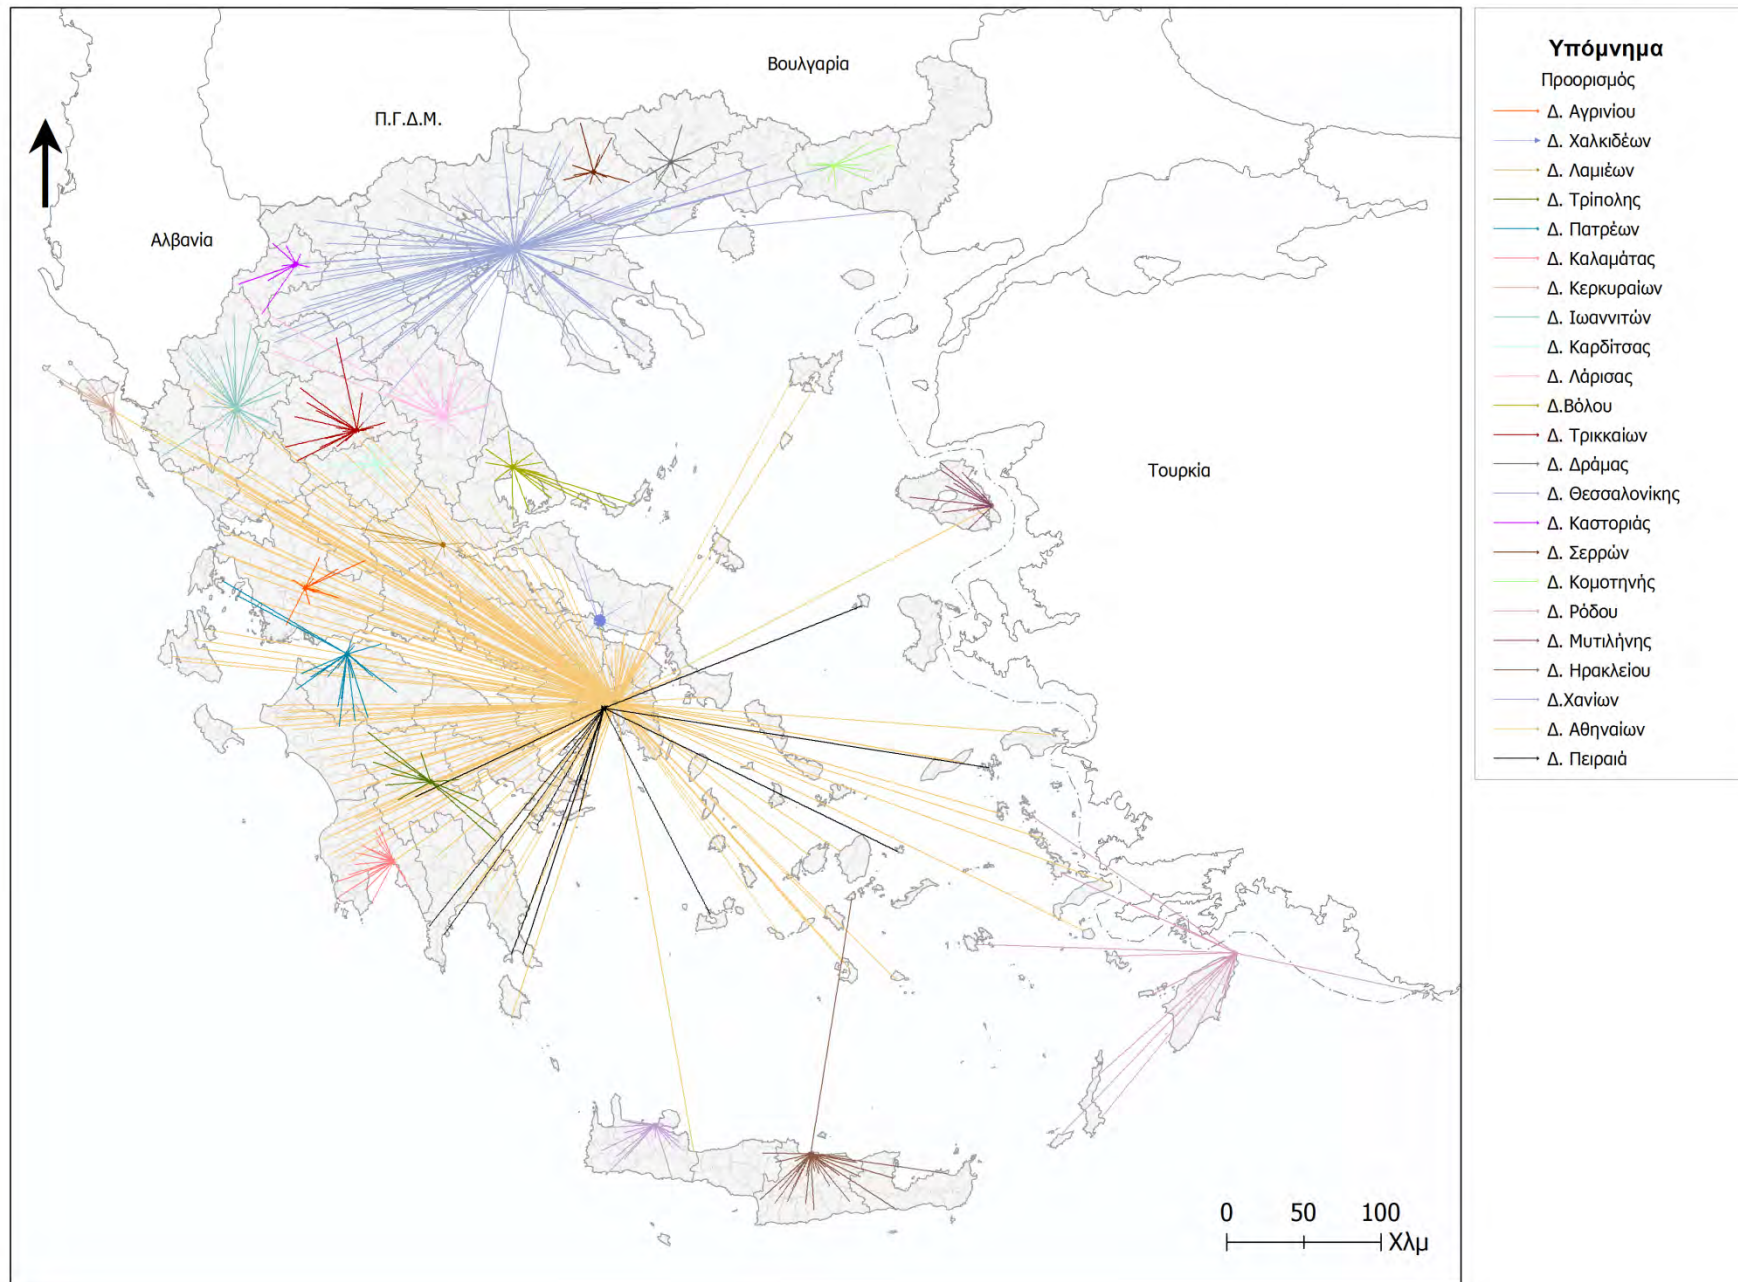 Βουλγαρία
Π.Γ.Δ.Μ.
Αλβανία
Τουρκία
0 50 100
Χλμ
Υπόμνημα
Προορισμός
Δ. Αγρινίου
Δ. Χαλκιδέων
Δ. Λαμιέων
Δ. Τρίπολης
Δ. Πατρέων
Δ. Καλαμάτας
Δ. Κερκυραίων
Δ. Ιωαννιτών
Δ. Καρδίτσας
Δ. Λάρισας
Δ.Βόλου
Δ. Τρικκαίων
Δ. Δράμας
Δ. Θεσσαλονίκης
Δ. Καστοριάς
Δ. Σερρών
Δ. Κομοτηνής
Δ. Ρόδου
Δ. Μυτιλήνης
Δ. Ηρακλείου
Δ.Χανίων
Δ. Αθηναίων
Δ. Πειραιά